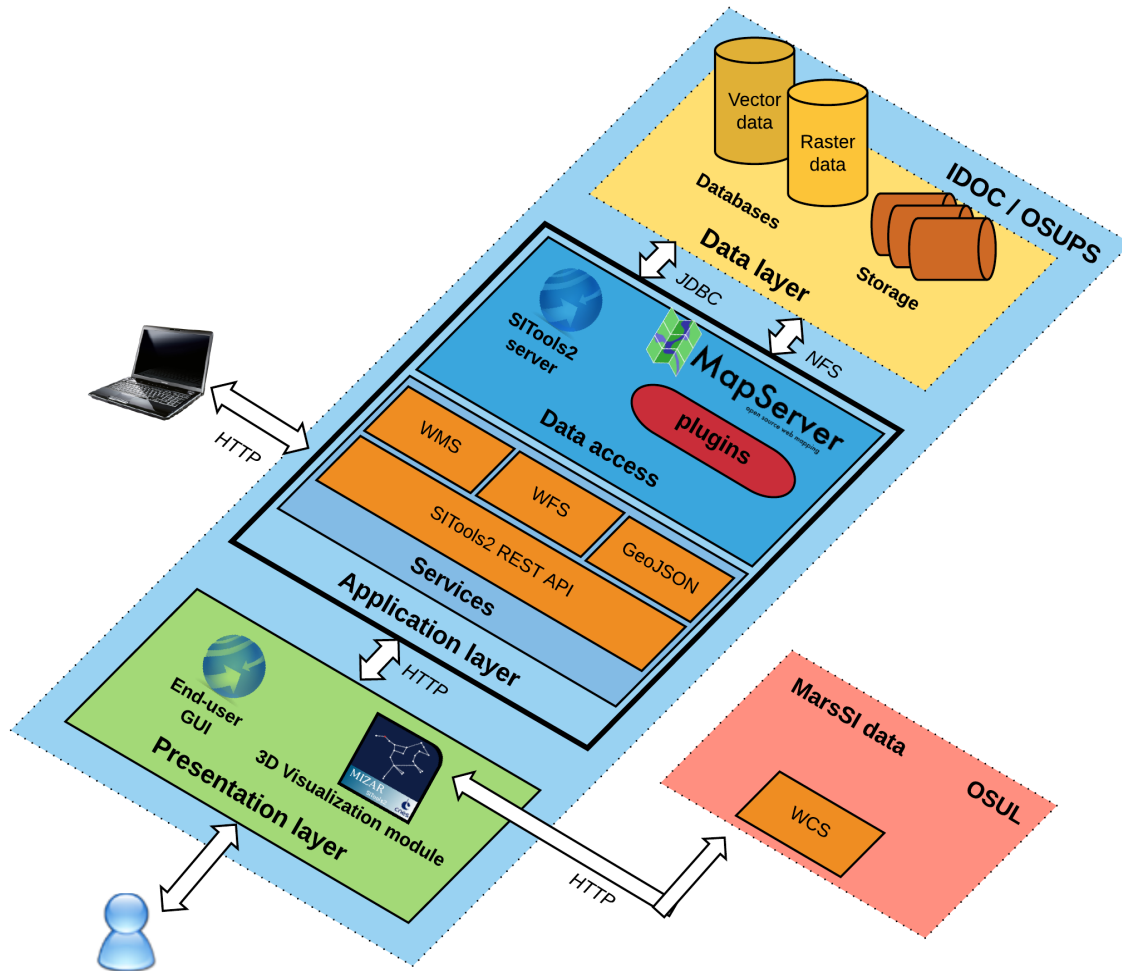 Vector
data
Raster
data
IDOC / OSUPS
Databases
Data layer
Storage
JDBC
NFS
SITools2
server
MapServer
open source web mapping
plugins
Data access
HTTP
WMS
WFS
GeoJSON
SITools2 REST API
Services
Application layer
HTTP
End-user
GUI
MIZAR
SITools2
cnes
3D Visualization module
Presentation layer
MarsSI data
OSUL
WCS
HTTP